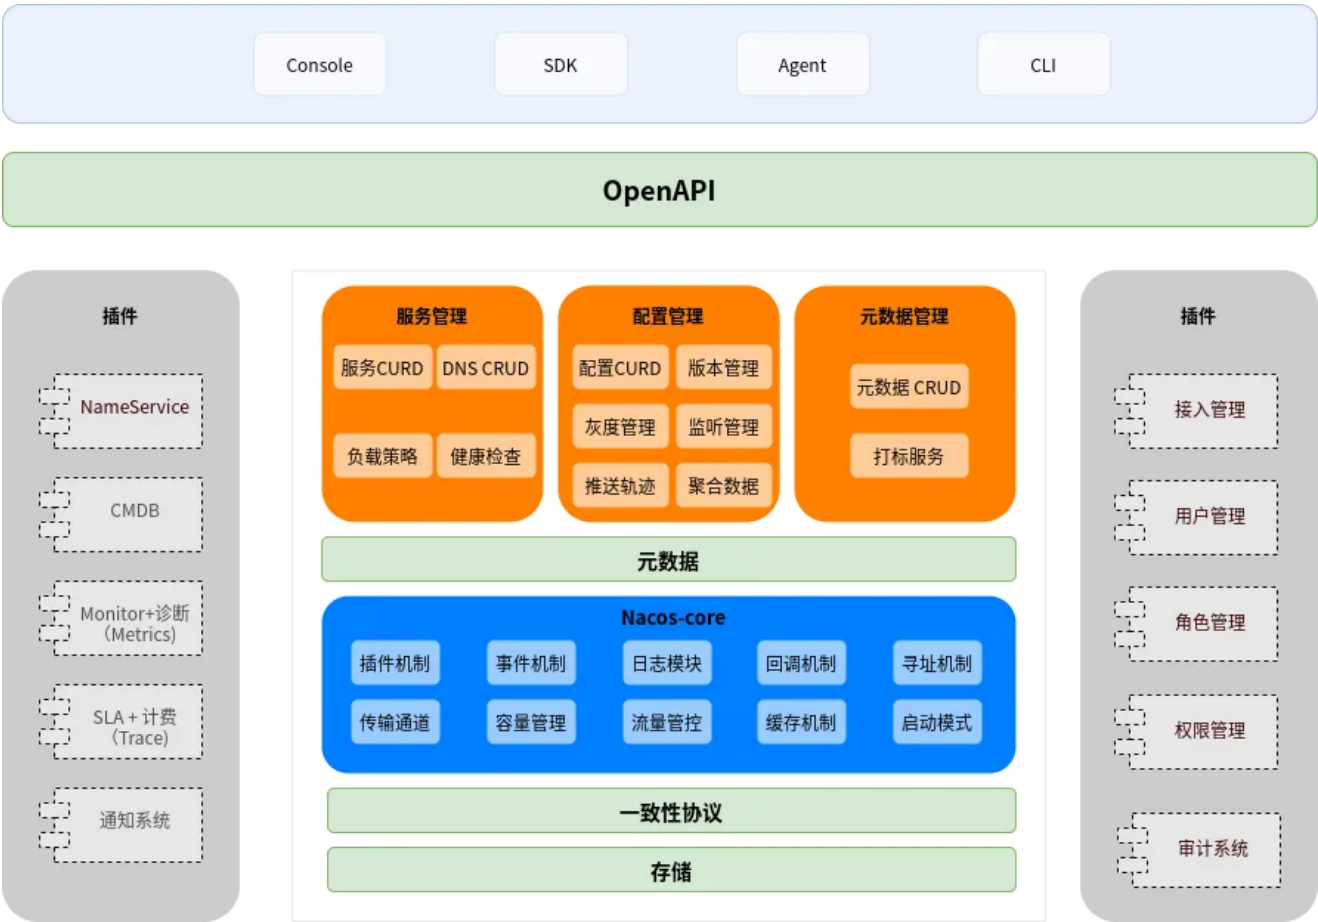 Console
SDK
Agent
CLI
OpenAPI
插件
NameService
CMDB
Monitor+诊断
（Metrics)
SLA + 计费
（Trace)
通知系统
服务管理
服务CURD
DNS CRUD
负载策略
健康检查
配置管理
配置CURD
版本管理
灰度管理
监听管理
推送轨迹
聚合数据
元数据管理
元数据 CRUD
打标服务
元数据
Nacos-core
插件机制
事件机制
日志模块
回调机制
寻址机制
传输通道
容量管理
流量管控
缓存机制
启动模式
一致性协议
存储
插件
接入管理
用户管理
角色管理
权限管理
审计系统